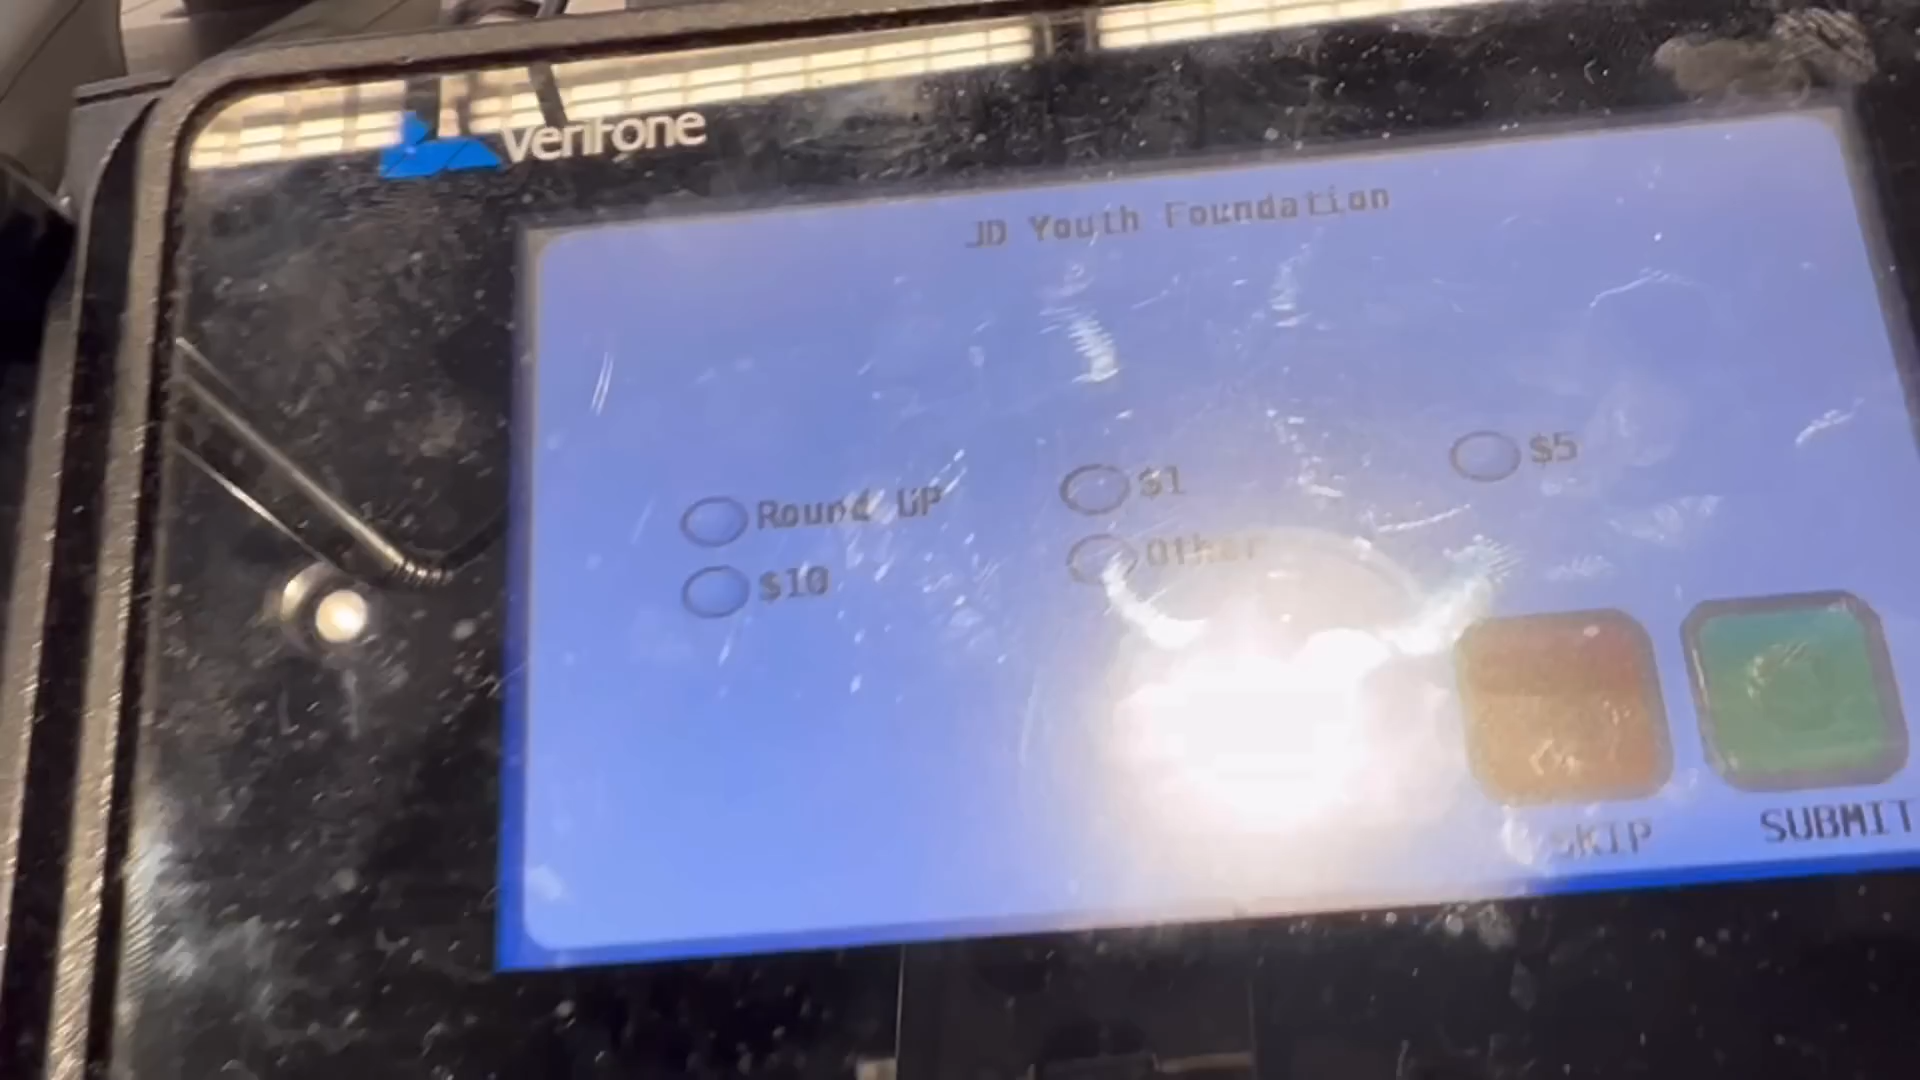 Verifone
JD Youth Foundation
Round UP $1 $5
$10 Other
SKIP SUBMIT